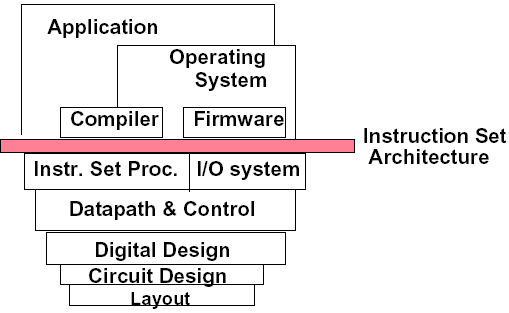 Application
Operating
System
Compiler
Firmware
Instruction Set
Architecture
Instr. Set Proc.
I/O system
Datapath & Control
Digital Design
Circuit Design
Layout